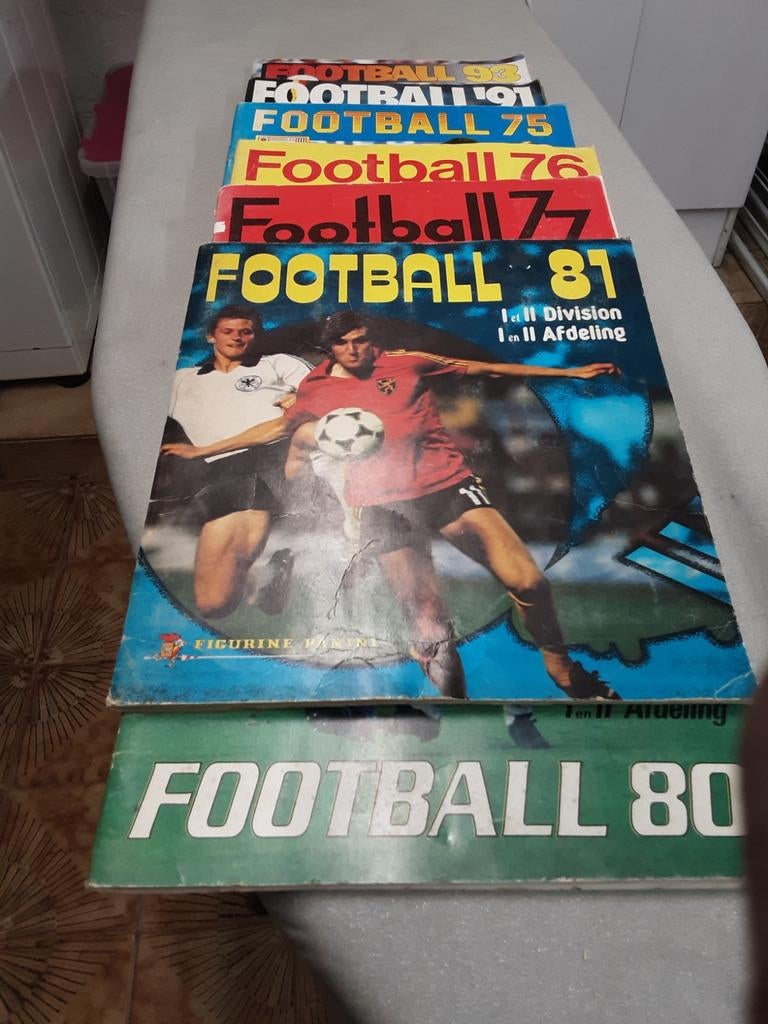 FOOTBALL 93
FOOTBALL '91
FOOTBALL 75
Football 76
Football 77
FOOTBALL 81
I et II Division
I en II Afdeling
11
FIGURINE PANINI
I en II Afdeling
FOOTBALL 80